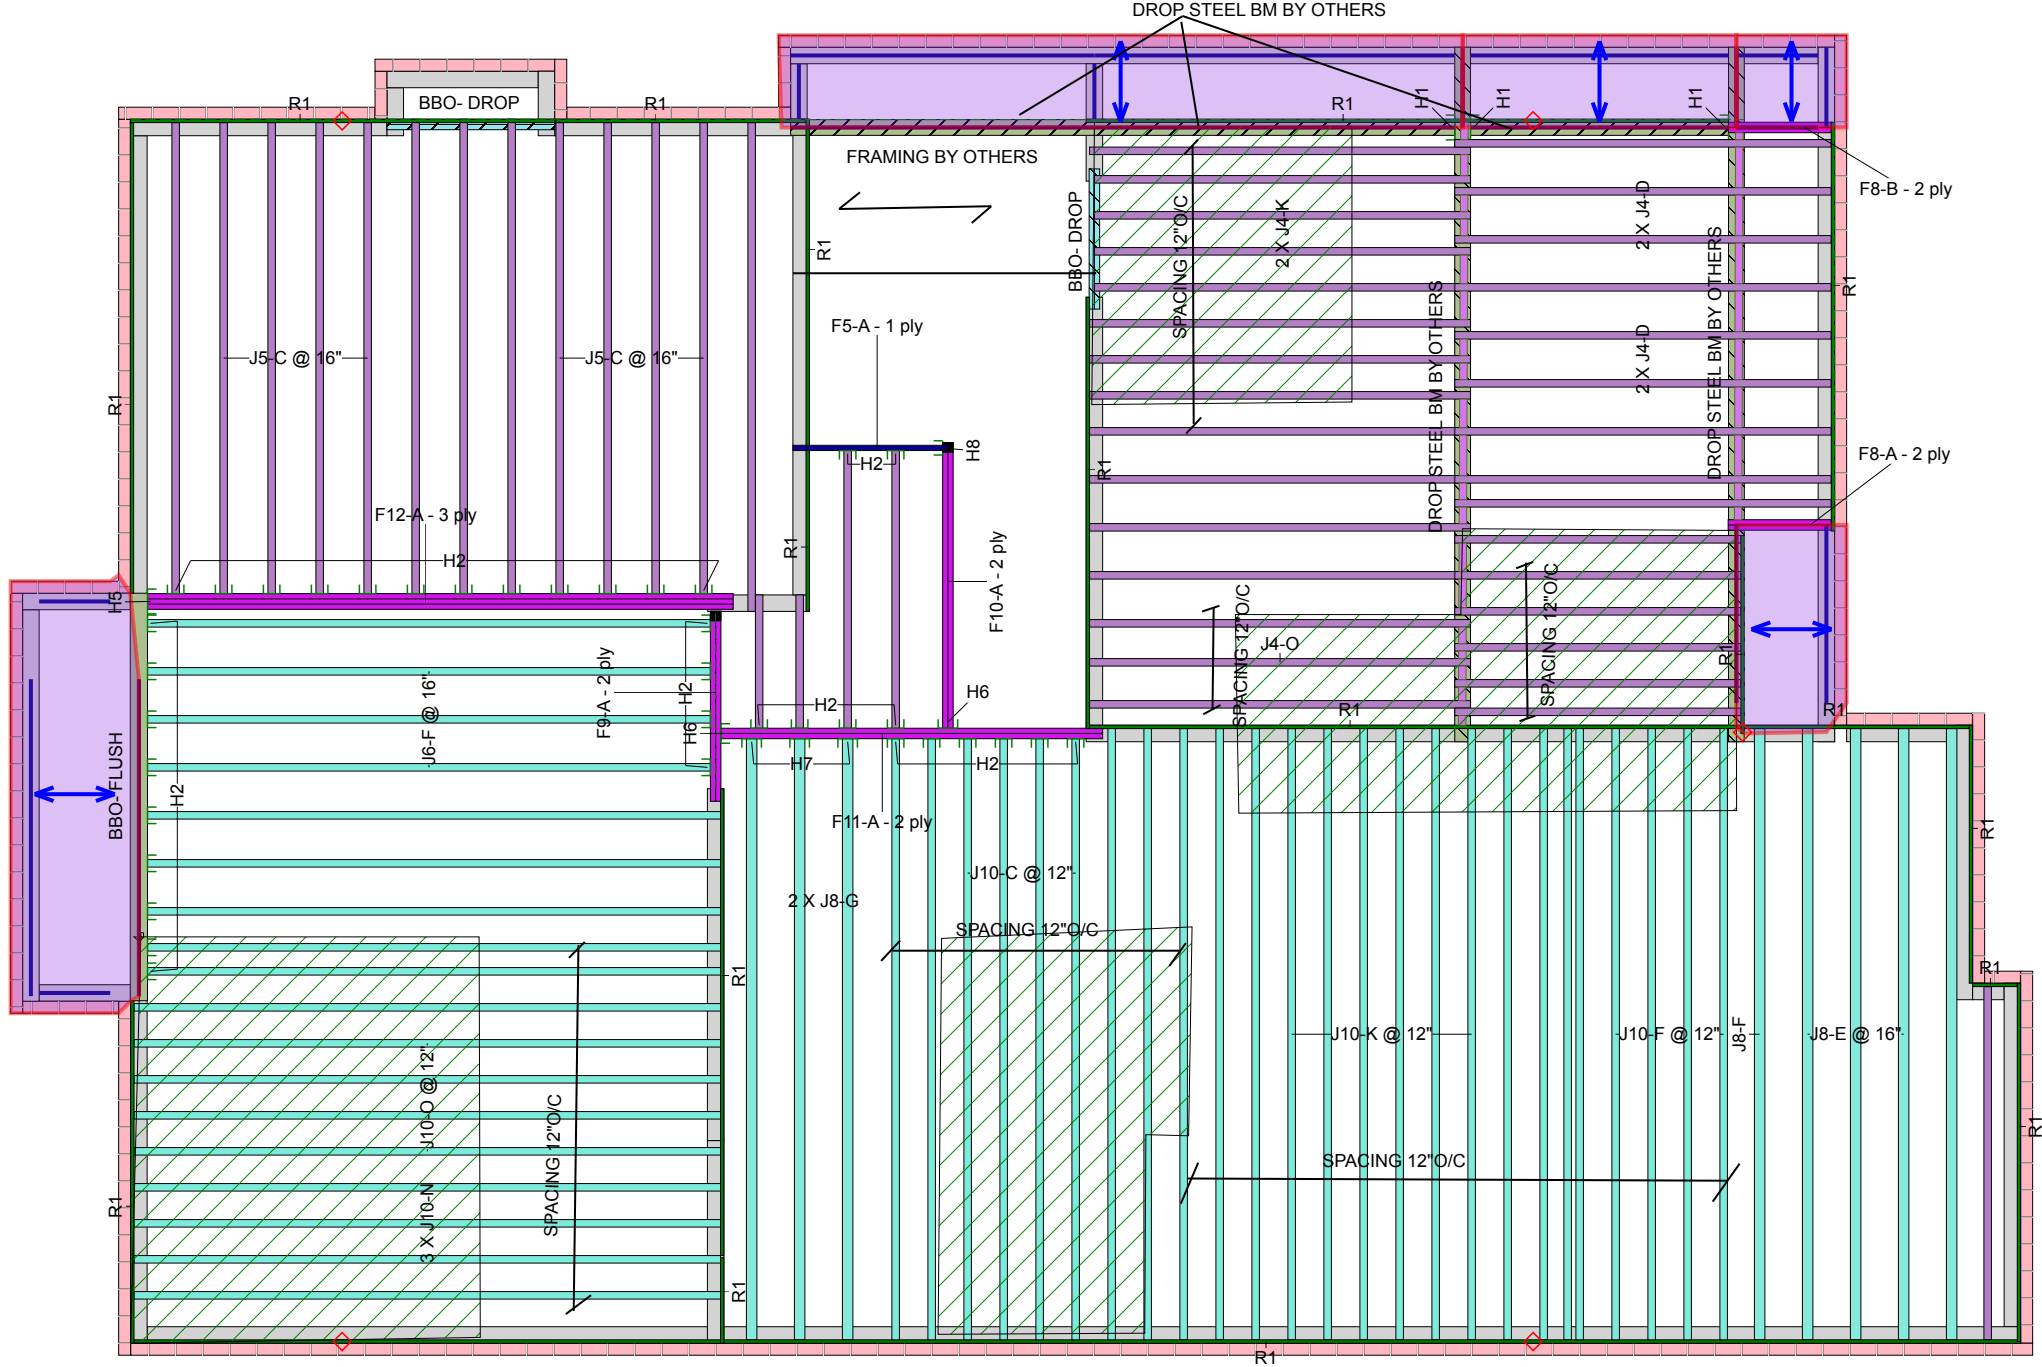 DROP STEEL BM BY OTHERS
R1
BBO- DROP
R1
R1
H1
H1
H1
FRAMING BY OTHERS
F8-B - 2 ply
R1
BBO- DROP
SPACING 12"O/C
2 X J4-K
2 X J4-D
DROP STEEL BM BY OTHERS
DROP STEEL BM BY OTHERS
R1
F5-A - 1 ply
J5-C @ 16"
J5-C @ 16"
2 X J4-D
R1
H2
H8
R1
F8-A - 2 ply
F12-A - 3 ply
R1
H2
F10-A - 2 ply
H5
SPACING 12"O/C
SPACING 12"O/C
J4-O
R1
F9-A - 2 ply
H2
H6
J6-F @ 16"
H2
H6
R1
R1
BBO- FLUSH
H2
H7
H2
F11-A - 2 ply
R1
J10-C @ 12"
2 X J8-G
SPACING 12"O/C
R1
R1
J10-K @ 12"
J10-F @ 12"
J8-F
J8-E @ 16"
J10-O @ 12"
SPACING 12"O/C
R1
SPACING 12"O/C
3 X J10-N
R1
R1
R1